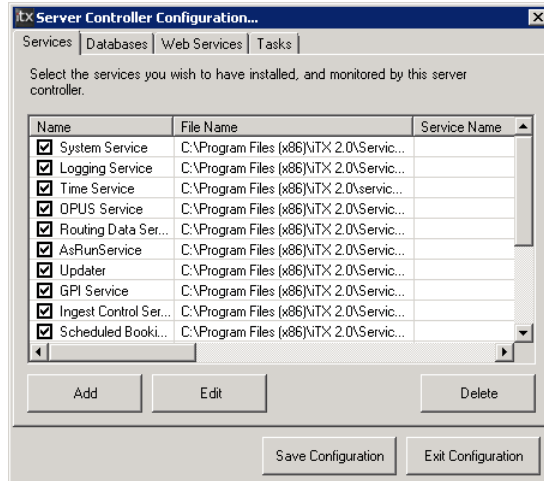 itx Server Controller Configuration...
Services Databases Web Services Tasks
Select the services you wish to have installed, and monitored by this server
controller.
Name File Name Service Name
System Service C:\Program Files (x86)\iTX 2.0\Servic...
Logging Service C:\Program Files (x86)\iTX 2.0\Servic...
Time Service C:\Program Files (x86)\iTX 2.0\servic...
OPUS Service C:\Program Files (x86)\iTX 2.0\Servic...
Routing Data Ser... C:\Program Files (x86)\iTX 2.0\Servic...
AsRunService C:\Program Files (x86)\iTX 2.0\Servic...
Updater C:\Program Files (x86)\iTX 2.0\Servic...
GPI Service C:\Program Files (x86)\iTX 2.0\Servic...
Ingest Control Ser... C:\Program Files (x86)\iTX 2.0\Servic...
Scheduled Booki... C:\Program Files (x86)\iTX 2.0\Servic...
Add Edit Delete
Save Configuration Exit Configuration